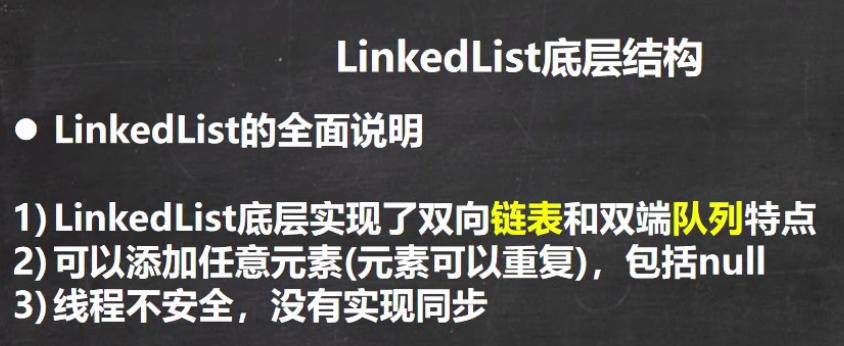 LinkedList底层结构
● LinkedList的全面说明
1) LinkedList底层实现了双向链表和双端队列特点
2) 可以添加任意元素(元素可以重复)，包括null
3) 线程不安全，没有实现同步